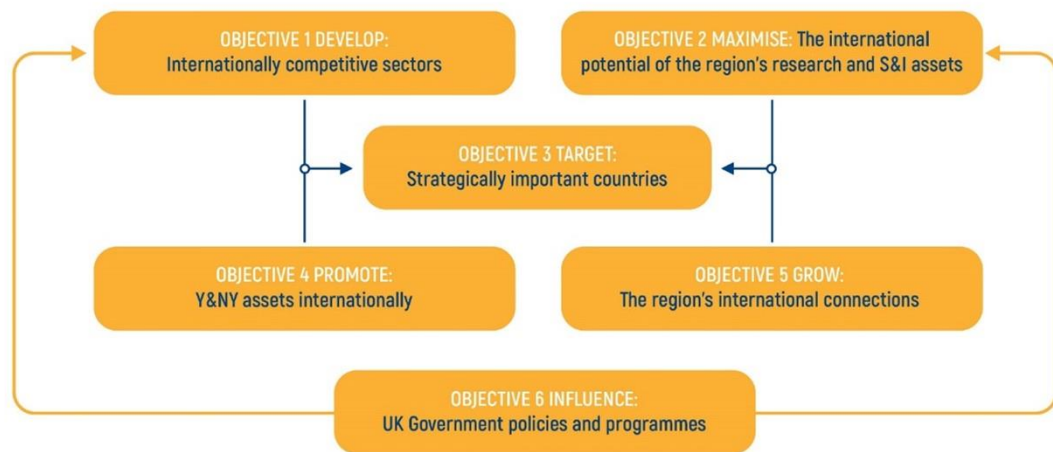 OBJECTIVE 1 DEVELOP:
Internationally competitive sectors
OBJECTIVE 2 MAXIMISE: The international
potential of the region's research and S&I assets
OBJECTIVE 3 TARGET:
Strategically important countries
OBJECTIVE 4 PROMOTE:
Y&NY assets internationally
OBJECTIVE 5 GROW:
The region's international connections
OBJECTIVE 6 INFLUENCE:
UK Government policies and programmes